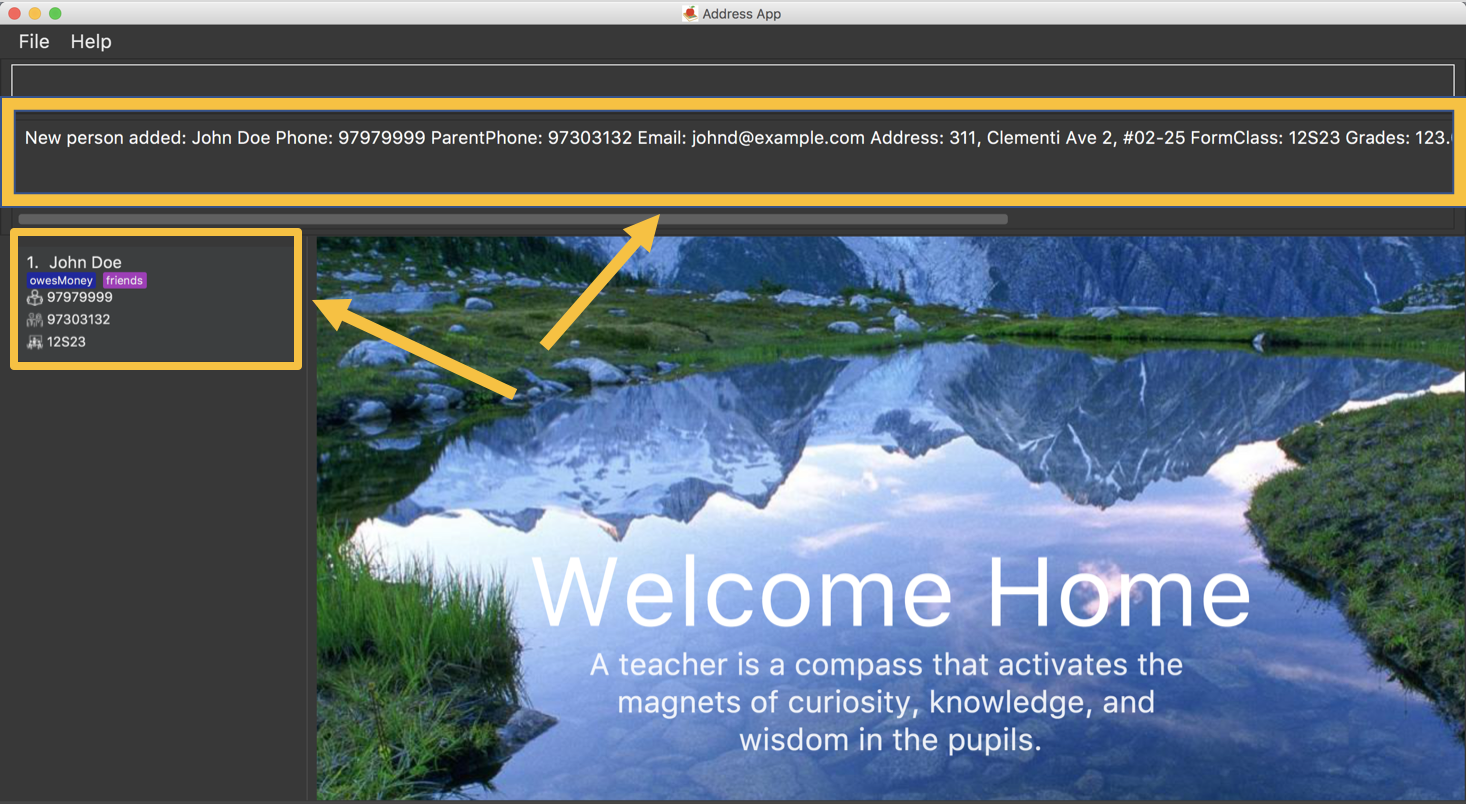 Address App
File Help
New person added: John Doe Phone: 97979999 ParentPhone: 97303132 Email: johnd@example.com Address: 311, Clementi Ave 2, #02-25 FormClass: 12S23 Grades: 123.
1. John Doe
owesMoney friends
97979999
97303132
12S23
Welcome Home
A teacher is a compass that activates the
magnets of curiosity, knowledge, and
wisdom in the pupils.